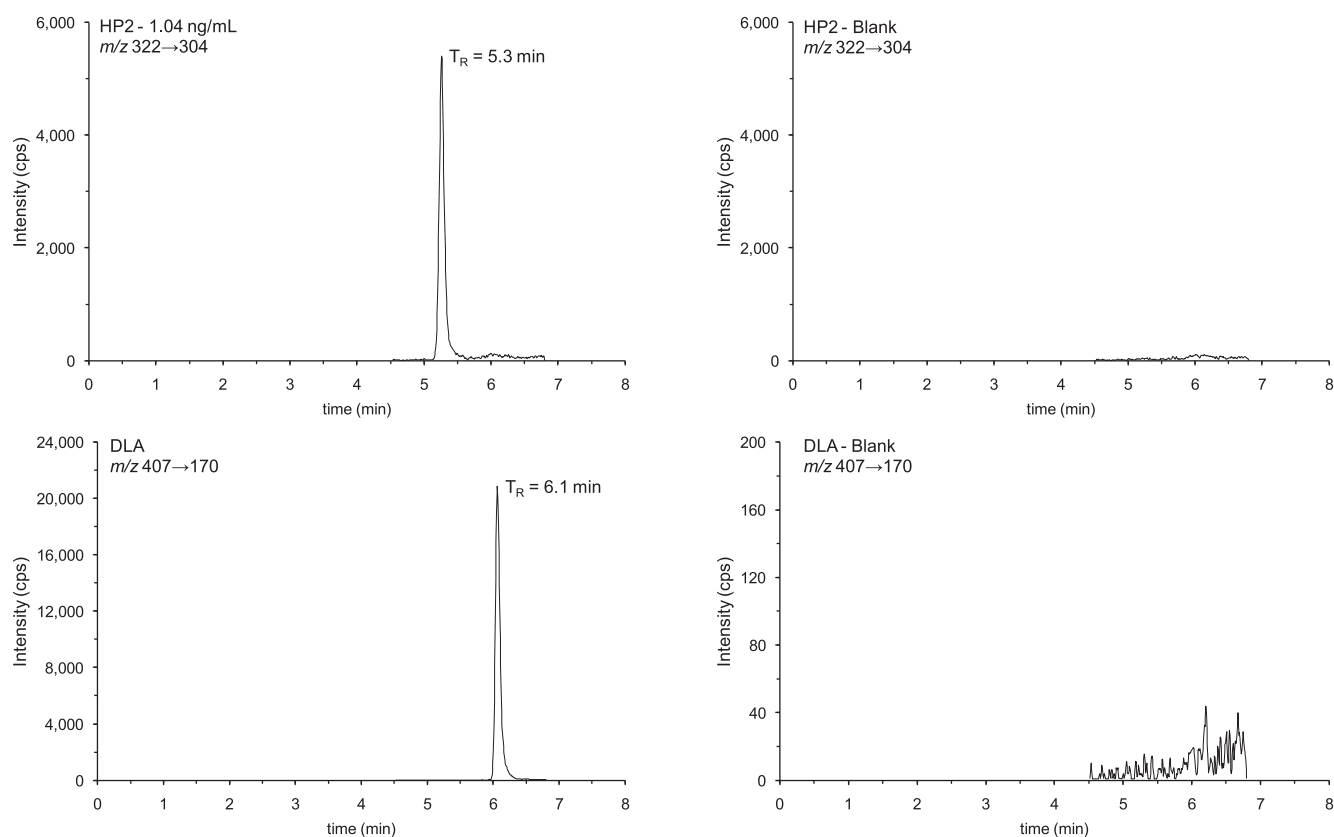 HP2 - 1.04 ng/mL
m/z 322→304
TR = 5.3 min
Intensity (cps)
6,000
4,000
2,000
0
0 1 2 3 4 5 6 7 8
time (min)
HP2 - Blank
m/z 322→304
Intensity (cps)
6,000
4,000
2,000
0
0 1 2 3 4 5 6 7 8
time (min)
DLA
m/z 407→170
TR = 6.1 min
Intensity (cps)
24,000
20,000
16,000
12,000
8,000
4,000
0
0 1 2 3 4 5 6 7 8
time (min)
DLA - Blank
m/z 407→170
Intensity (cps)
200
160
120
80
40
0
0 1 2 3 4 5 6 7 8
time (min)